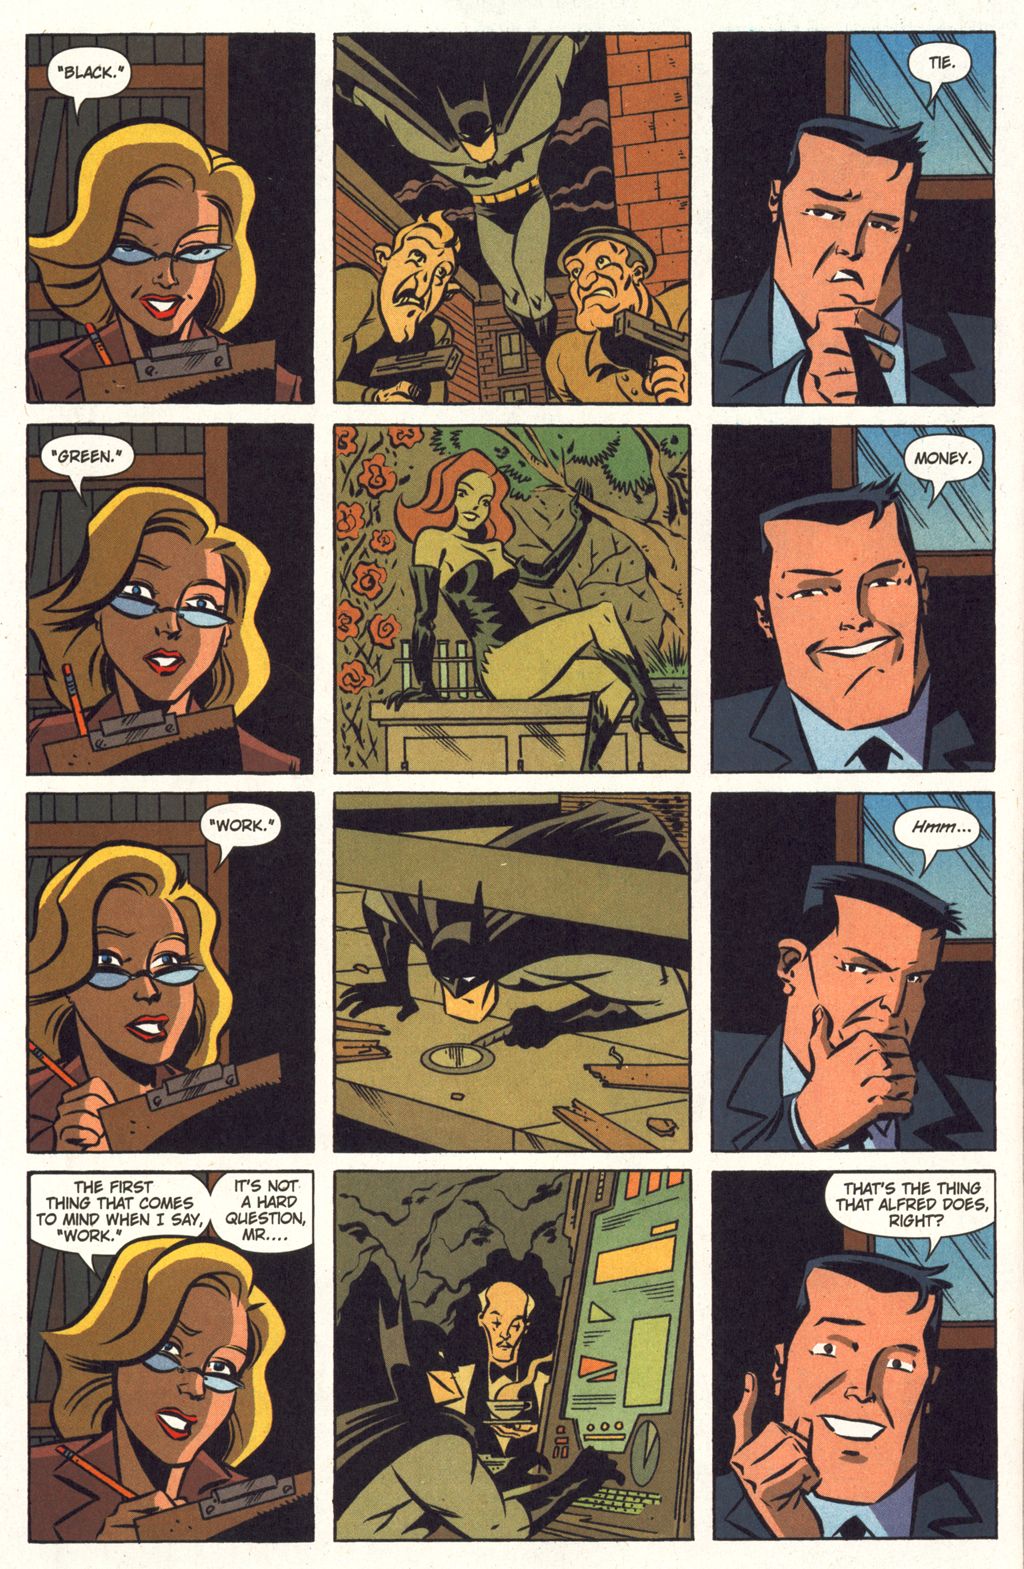 "BLACK."
TIE.
"GREEN."
MONEY.
"WORK."
Hmm...
THE FIRST
THING THAT COMES
TO MIND WHEN I SAY,
"WORK."
IT'S NOT
A HARD
QUESTION,
MR....
THAT'S THE THING
THAT ALFRED DOES,
RIGHT?